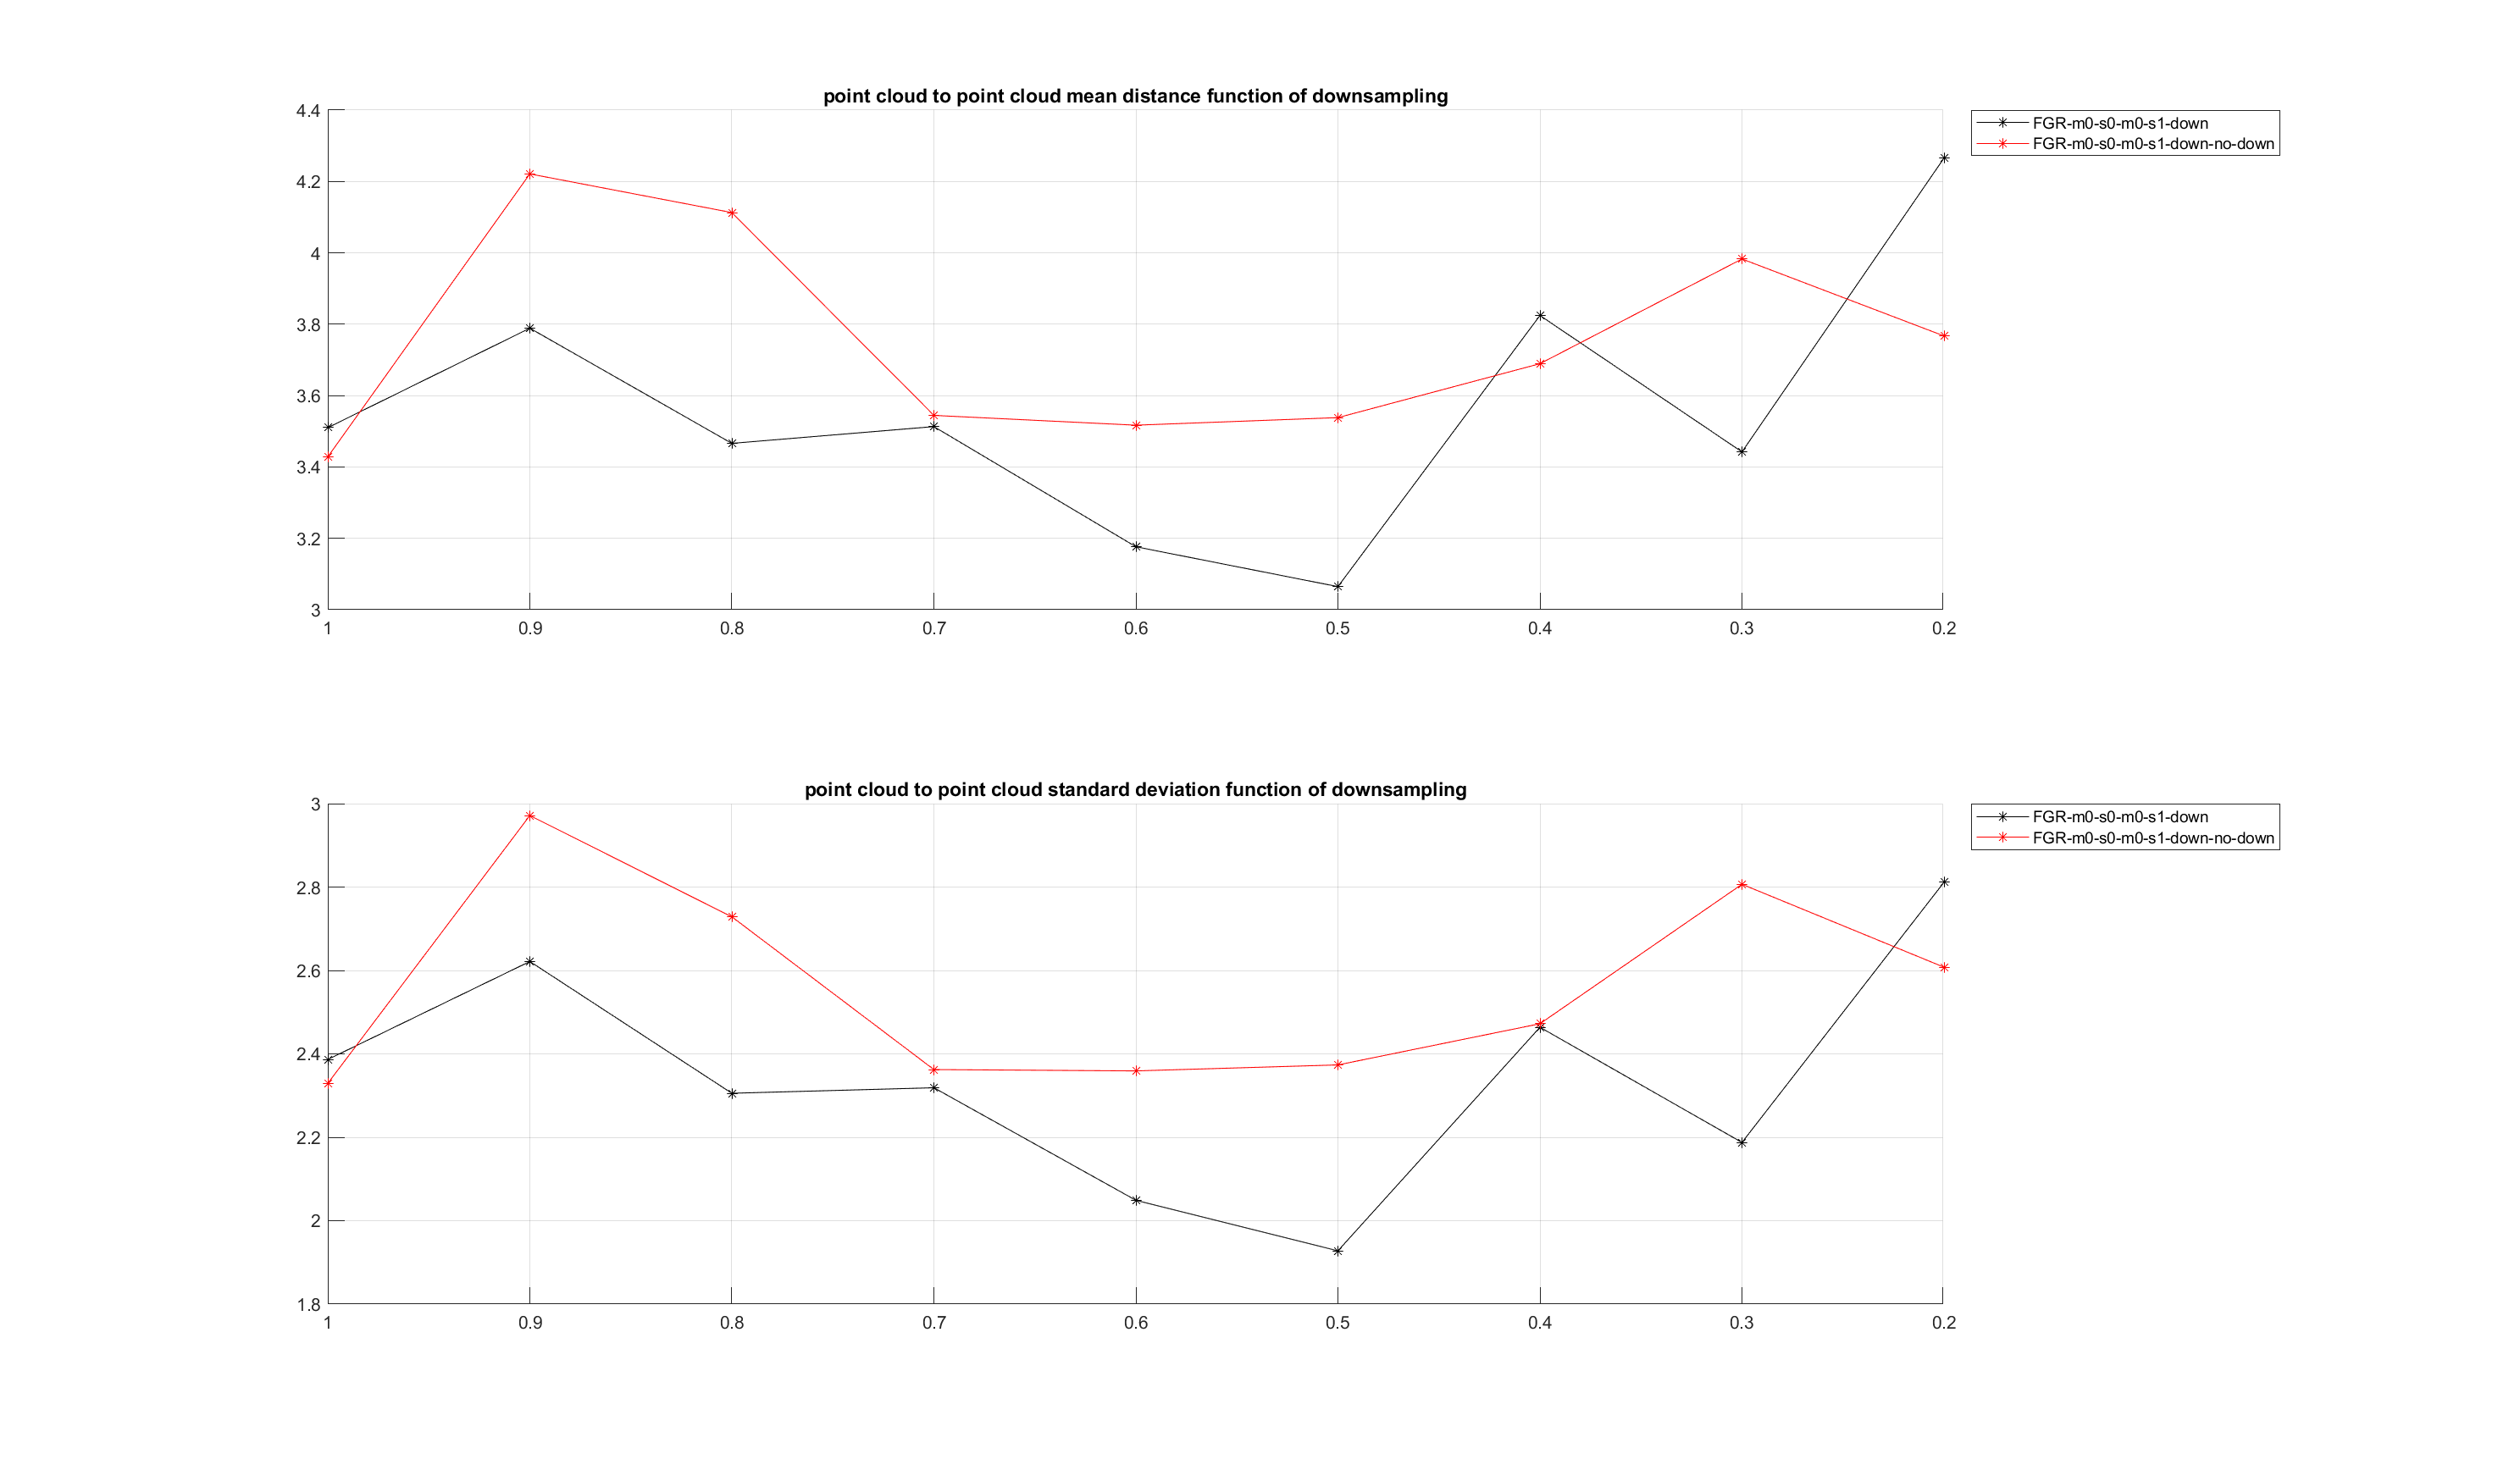 point cloud to point cloud mean distance function of downsampling
4.4
4.2
4
3.8
3.6
3.4
3.2
3
1 0.9 0.8 0.7 0.6 0.5 0.4 0.3 0.2
FGR-m0-s0-m0-s1-down
FGR-m0-s0-m0-s1-down-no-down
point cloud to point cloud standard deviation function of downsampling
3
2.8
2.6
2.4
2.2
2
1.8
1 0.9 0.8 0.7 0.6 0.5 0.4 0.3 0.2
FGR-m0-s0-m0-s1-down
FGR-m0-s0-m0-s1-down-no-down